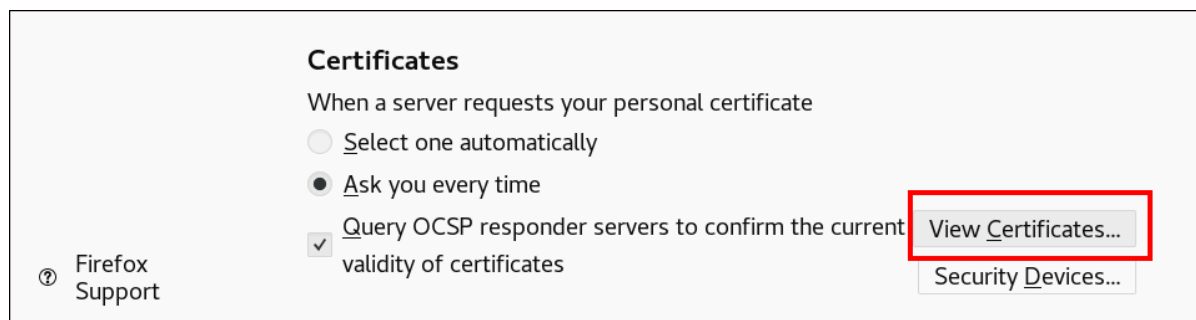 Certificates
When a server requests your personal certificate
Select one automatically
Ask you every time
Query OCSP responder servers to confirm the current
validity of certificates
View Certificates...
Security Devices...
Firefox
Support